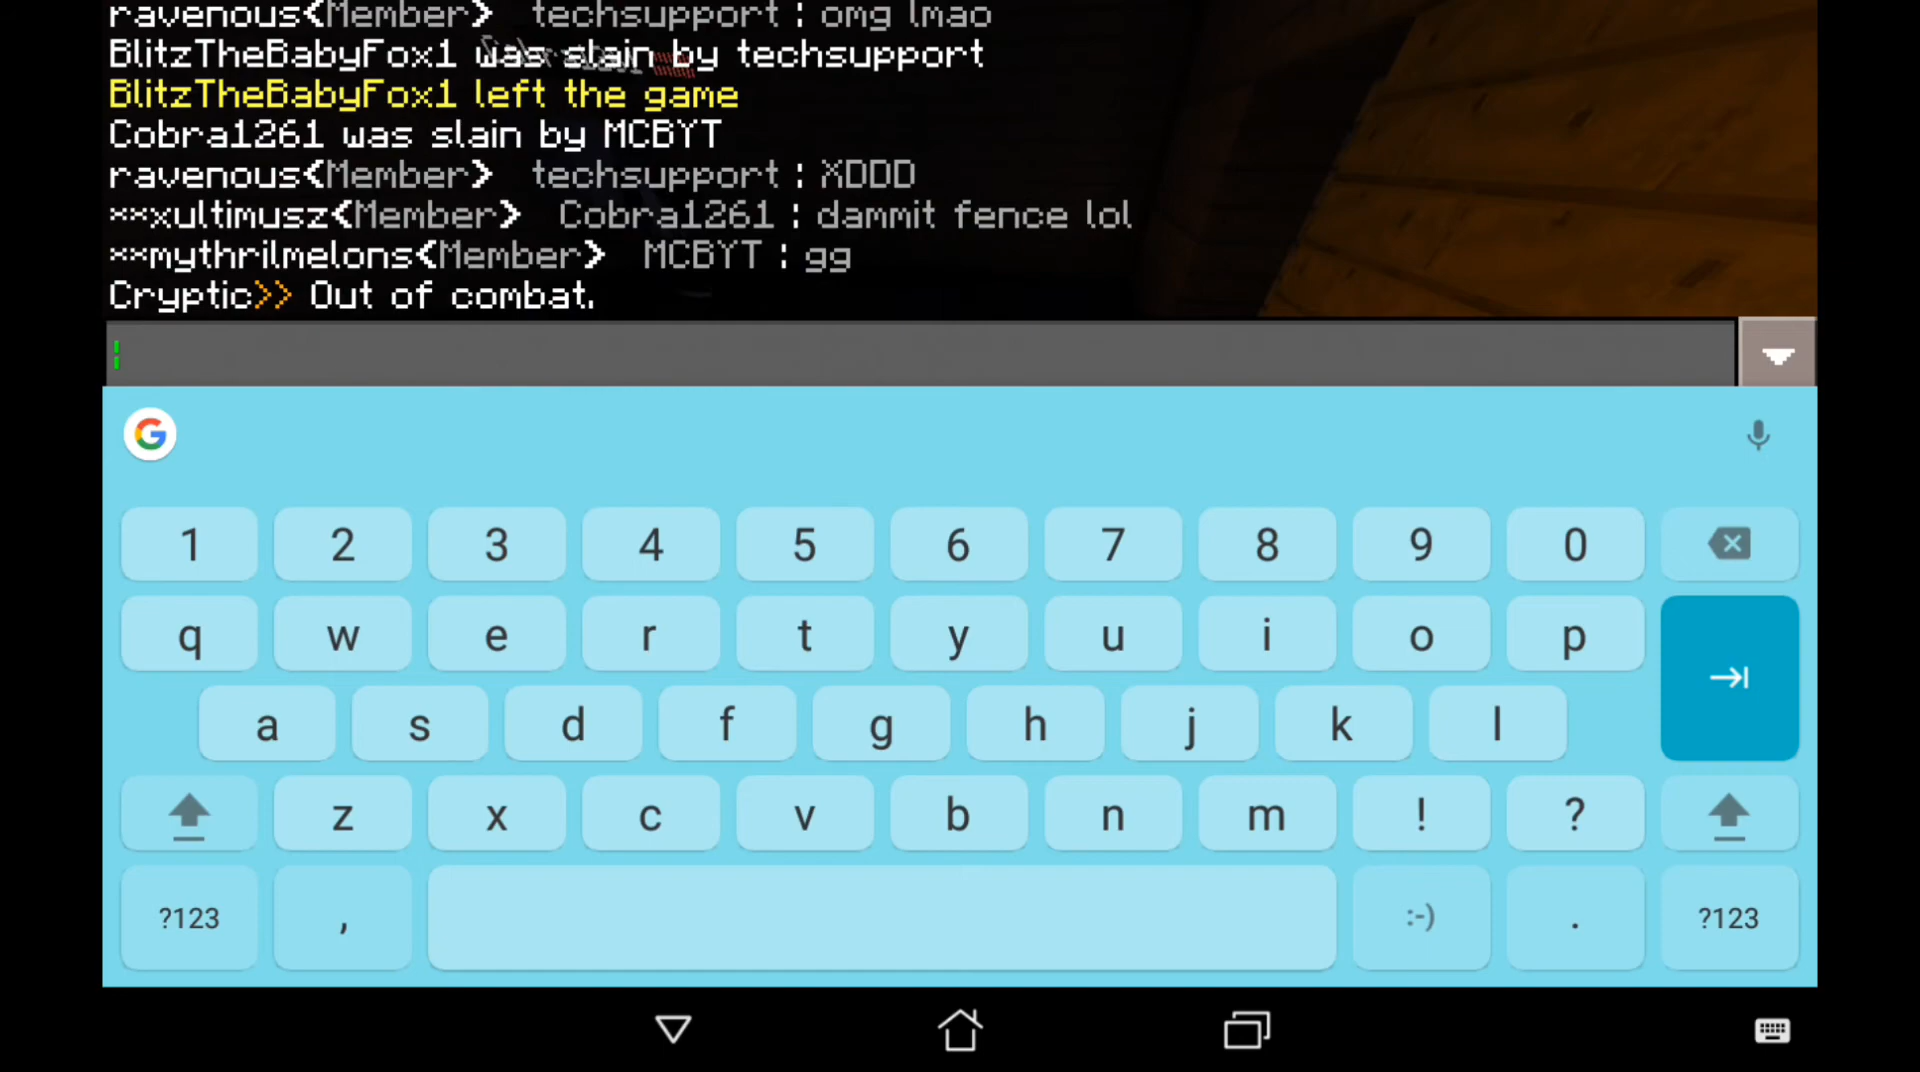 ravenous<Member> techsupport : omg lmao
BlitzTheBabyFox1 was slain by techsupport
BlitzTheBabyFox1 left the game
Cobra1261 was slain by MCBYT
ravenous<Member> techsupport : XDDD
**xultimusz<Member> Cobra1261 : dammit fence lol
**mythrilmelons<Member> MCBYT : gg
Cryptic>> Out of combat.
G
1 2 3 4 5 6 7 8 9 0
q w e r t y u i o p
a s d f g h j k l
z x c v b n m ! ?
?123 , :-) . ?123